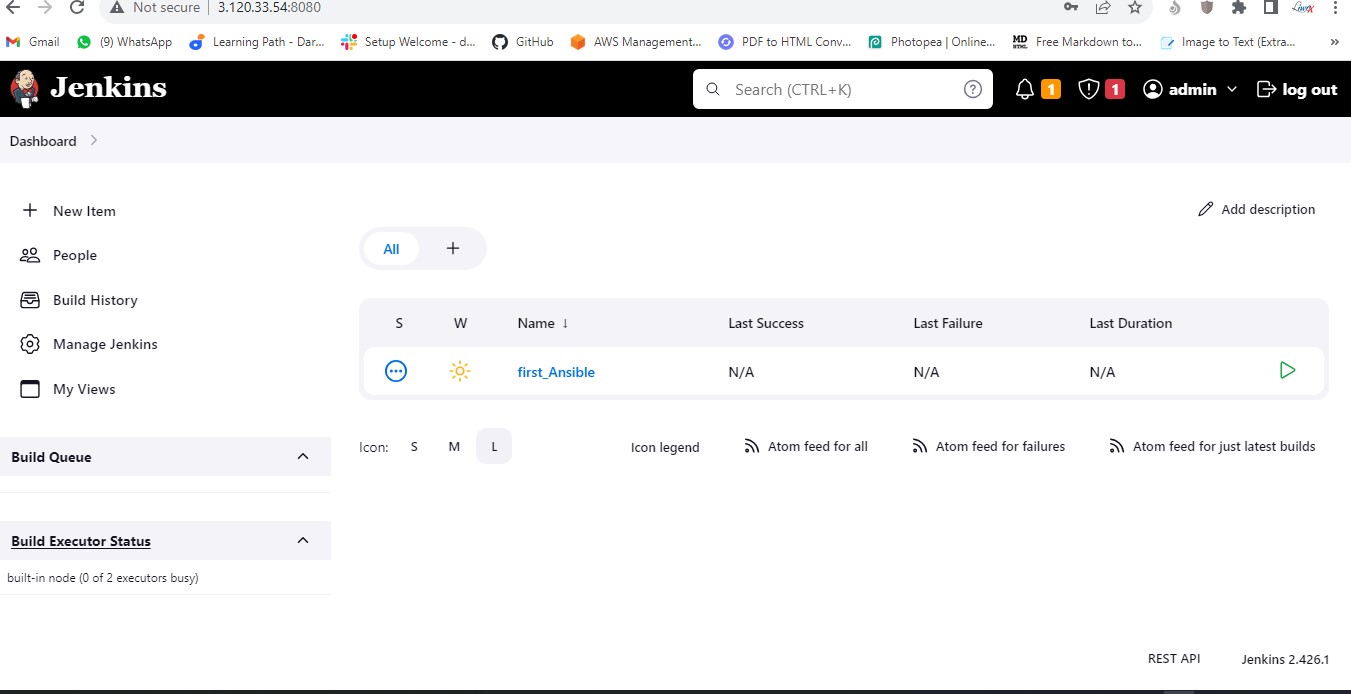 Not secure 3.120.33.54:8080
Gmail (9) WhatsApp Learning Path - Dar... Setup Welcome - d... GitHub AWS Management... PDF to HTML Conv... Photopea | Online... MD Free Markdown to... Image to Text (Extra... »
Jenkins Search (CTRL+K) ? 1 1 admin log out
Dashboard
New Item Add description
All +
People
Build History
S W Name ↓ Last Success Last Failure Last Duration
Manage Jenkins
first_Ansible N/A N/A N/A
My Views
Icon: S M L Icon legend Atom feed for all Atom feed for failures Atom feed for just latest builds
Build Queue
Build Executor Status
built-in node (0 of 2 executors busy)
REST API Jenkins 2.426.1